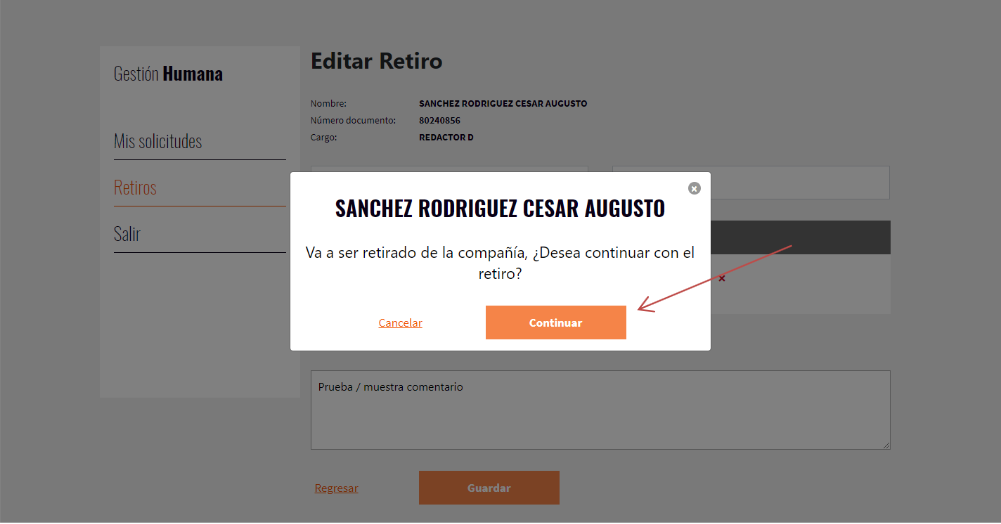 Gestión Humana
Mis solicitudes
Retiros
Salir
Editar Retiro
Nombre: SANCHEZ RODRIGUEZ CESAR AUGUSTO
Número documento: 80240856
Cargo: REDACTOR D
x
SANCHEZ RODRIGUEZ CESAR AUGUSTO
Va a ser retirado de la compañía, ¿Desea continuar con el
retiro?
Cancelar
Continuar
x
Prueba / muestra comentario
Regresar
Guardar